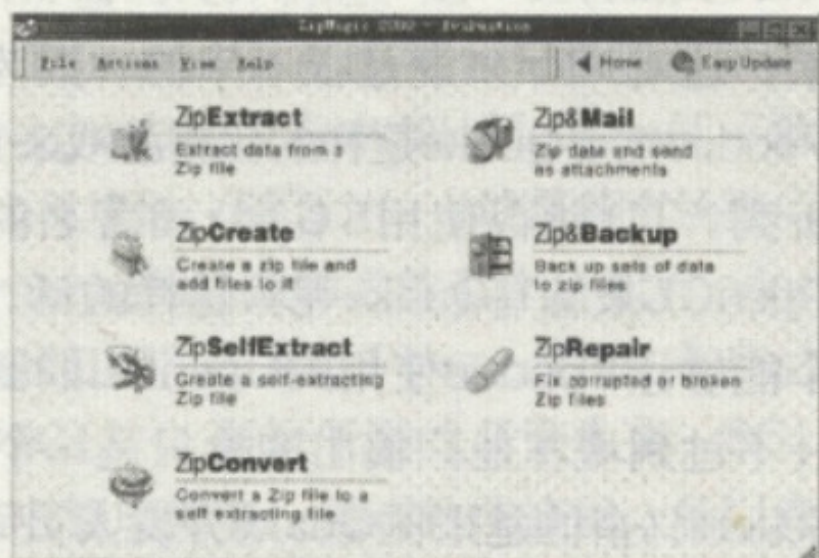 ZipMagic 2000 - Evaluation
File Actions View Help
Home Easy Update
ZipExtract
Extract data from a
Zip file
ZipCreate
Create a zip file and
add files to it
ZipSelfExtract
Create a self-extracting
Zip file
ZipConvert
Convert a Zip file to a
self extracting file
Zip&Mail
Zip data and send
as attachments
Zip&Backup
Back up sets of data
to zip files
ZipRepair
Fix corrupted or broken
Zip files